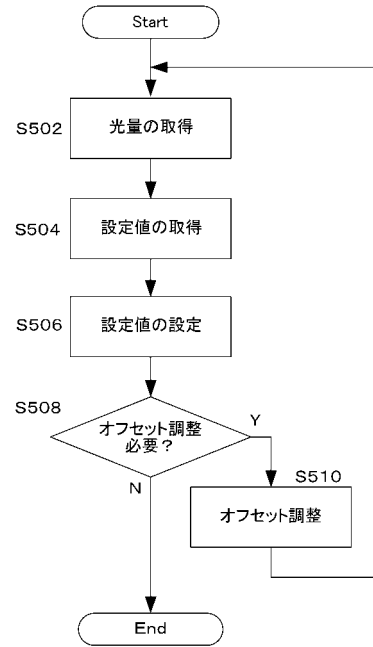 Start
S502
光量の取得
S504
設定値の取得
S506
設定値の設定
S508
オフセット調整
必要？
Y
N
S510
オフセット調整
End